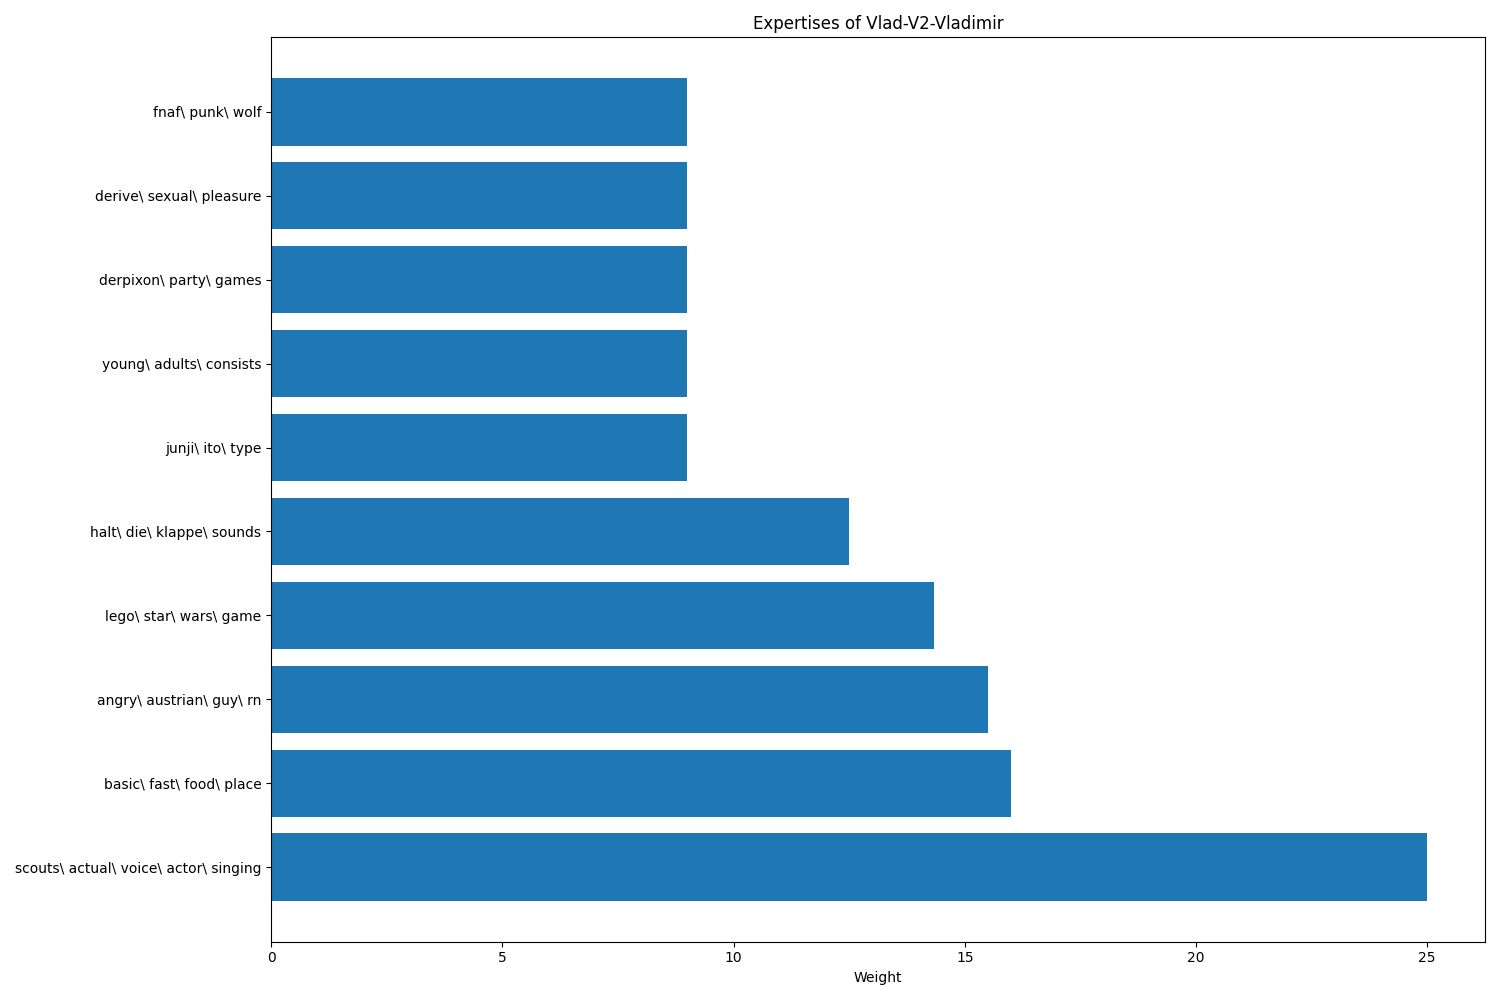 Expertises of Vlad-V2-Vladimir
fnaf\ punk\ wolf
derive\ sexual\ pleasure
derpixon\ party\ games
young\ adults\ consists
junji\ ito\ type
halt\ die\ klappe\ sounds
lego\ star\ wars\ game
angry\ austrian\ guy\ rn
basic\ fast\ food\ place
scouts\ actual\ voice\ actor\ singing
0 5 10 15 20 25
Weight